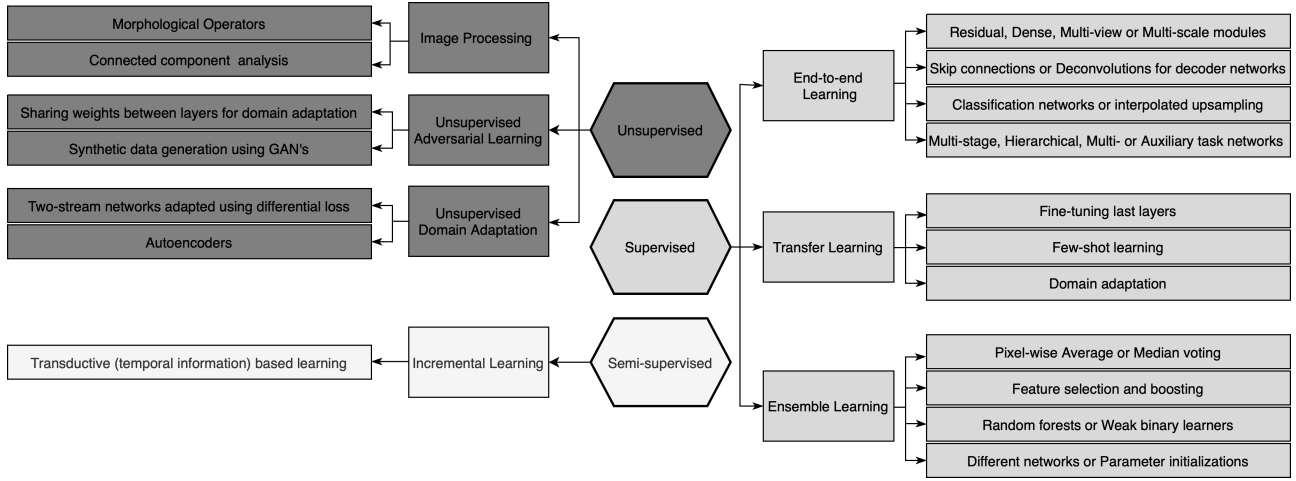 Morphological Operators
Connected component analysis
Image Processing
Sharing weights between layers for domain adaptation
Synthetic data generation using GAN's
Unsupervised
Adversarial Learning
Two-stream networks adapted using differential loss
Autoencoders
Unsupervised
Domain Adaptation
Unsupervised
Supervised
Semi-supervised
Incremental Learning
Transductive (temporal information) based learning
End-to-end
Learning
Residual, Dense, Multi-view or Multi-scale modules
Skip connections or Deconvolutions for decoder networks
Classification networks or interpolated upsampling
Multi-stage, Hierarchical, Multi- or Auxiliary task networks
Transfer Learning
Fine-tuning last layers
Few-shot learning
Domain adaptation
Ensemble Learning
Pixel-wise Average or Median voting
Feature selection and boosting
Random forests or Weak binary learners
Different networks or Parameter initializations